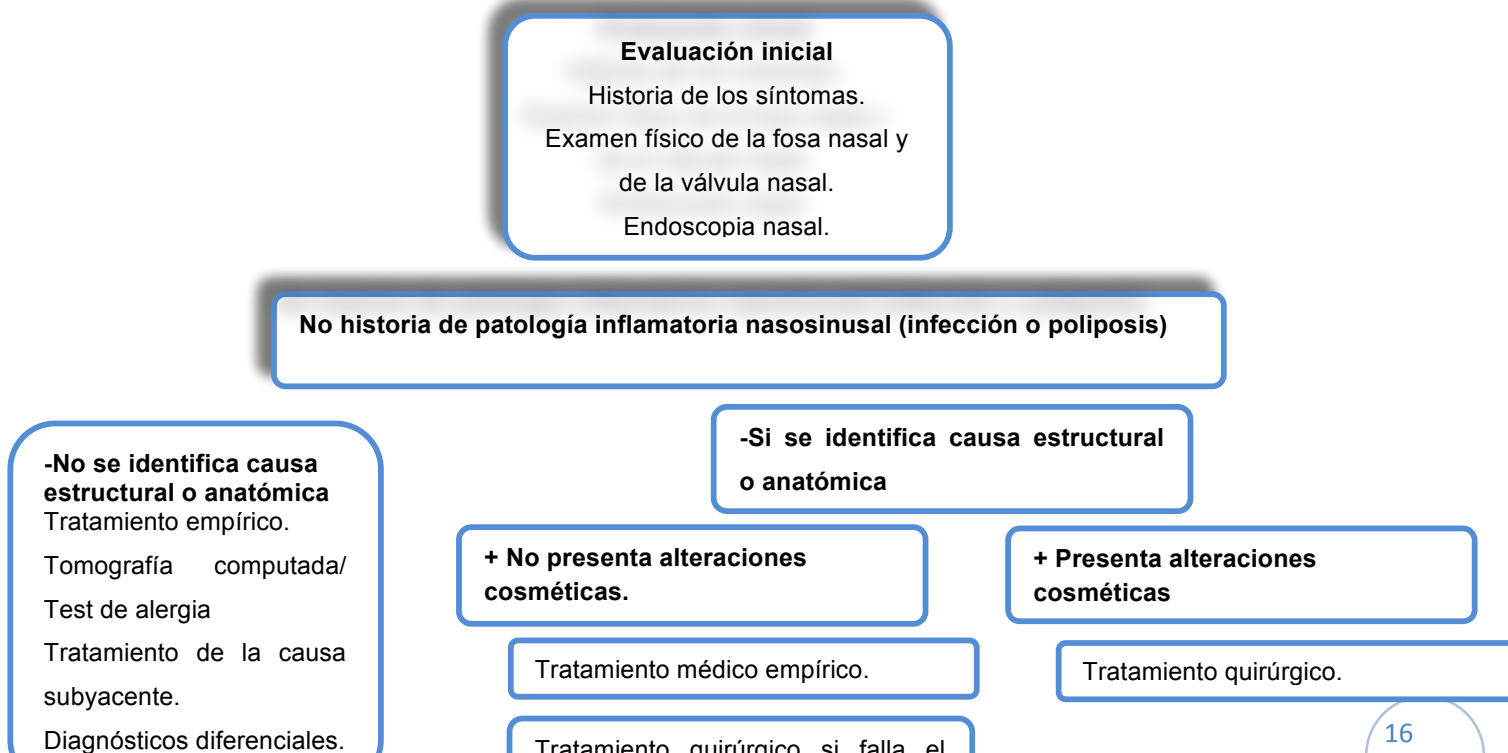 Evaluación inicial
Historia de los síntomas.
Examen físico de la fosa nasal y
de la válvula nasal.
Endoscopia nasal.
No historia de patología inflamatoria nasosinusal (infección o poliposis)
-No se identifica causa
estructural o anatómica
Tratamiento empírico.
Tomografía computada/
Test de alergia
Tratamiento de la causa
subyacente.
Diagnósticos diferenciales.
-Si se identifica causa estructural
o anatómica
+ No presenta alteraciones
cosméticas.
Tratamiento médico empírico.
Tratamiento quirúrgico si falla el
+ Presenta alteraciones
cosméticas
Tratamiento quirúrgico.
16